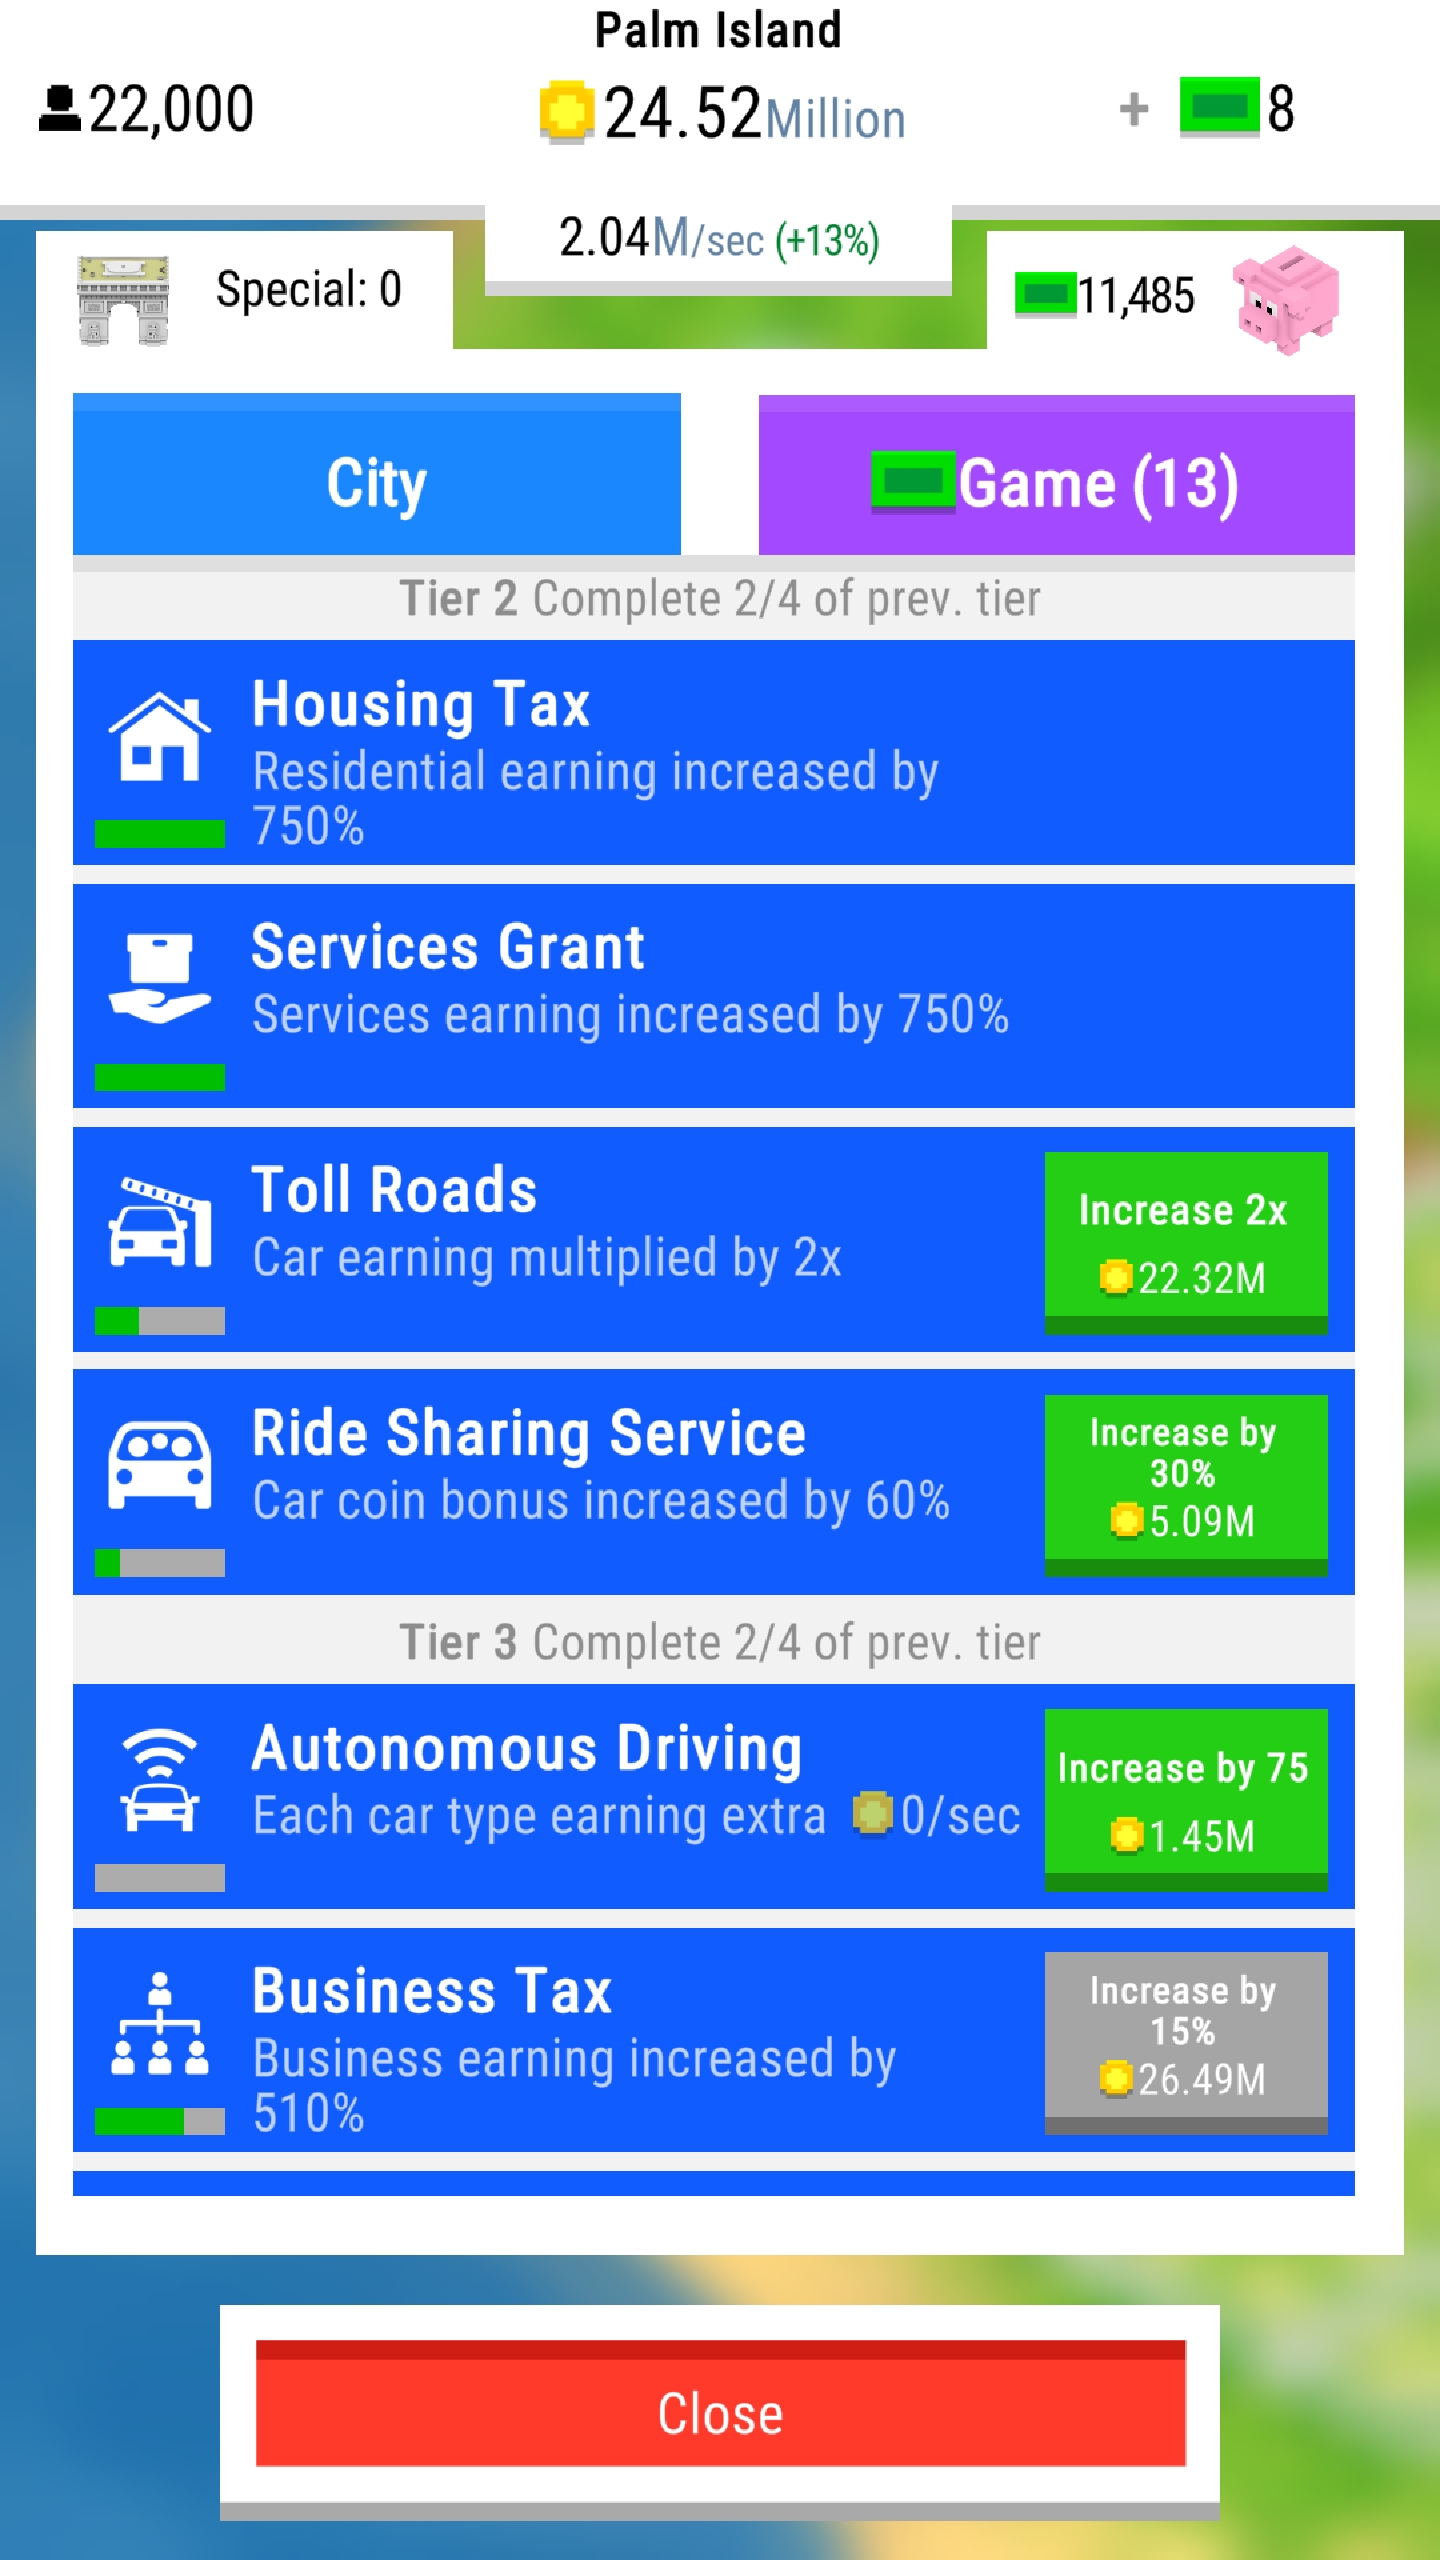 Palm Island
22,000
24.52Million
+ 8
2.04M/sec (+13%)
Special: 0
11,485
City
Game (13)
Tier 2 Complete 2/4 of prev. tier
Housing Tax
Residential earning increased by
750%
Services Grant
Services earning increased by 750%
Toll Roads
Car earning multiplied by 2x
Increase 2x
22.32M
Ride Sharing Service
Car coin bonus increased by 60%
Increase by
30%
5.09M
Tier 3 Complete 2/4 of prev. tier
Autonomous Driving
Each car type earning extra 0/sec
Increase by 75
1.45M
Business Tax
Business earning increased by
510%
Increase by
15%
26.49M
Close